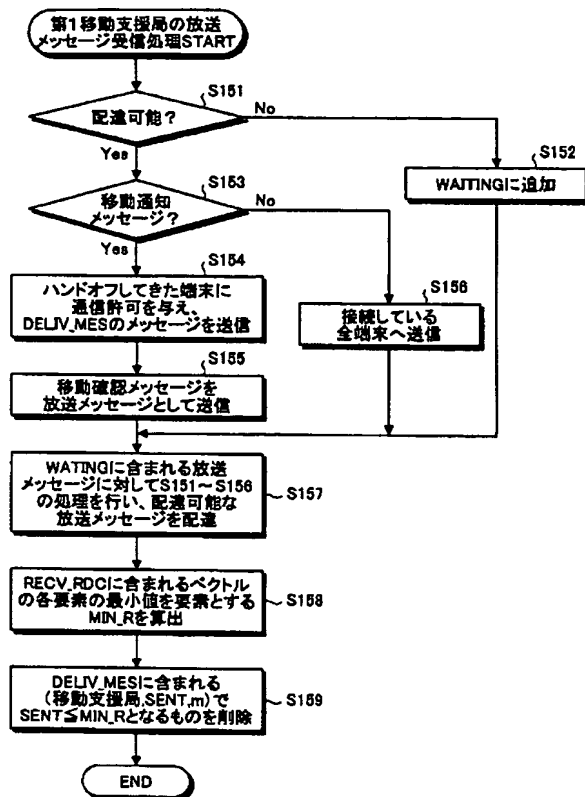 第1移動支援局の放送
メッセージ受信処理START
S151
配達可能？
No
Yes
S152
WAITINGに追加
S153
移動通知
メッセージ？
No
Yes
S154
ハンドオフしてきた端末に
通信許可を与え、
DELIV_MESのメッセージを送信
S156
接続している
全端末へ送信
S155
移動確認メッセージを
放送メッセージとして送信
WATINGに含まれる放送
メッセージに対してS151～S156
の処理を行い、配達可能な
放送メッセージを配達
S157
RECV_RDCに含まれるベクトル
の各要素の最小値を要素とする
MIN_Rを算出
S158
DELIV_MESに含まれる
(移動支援局,SENT,m)で
SENT≦MIN_Rとなるものを削除
S159
END